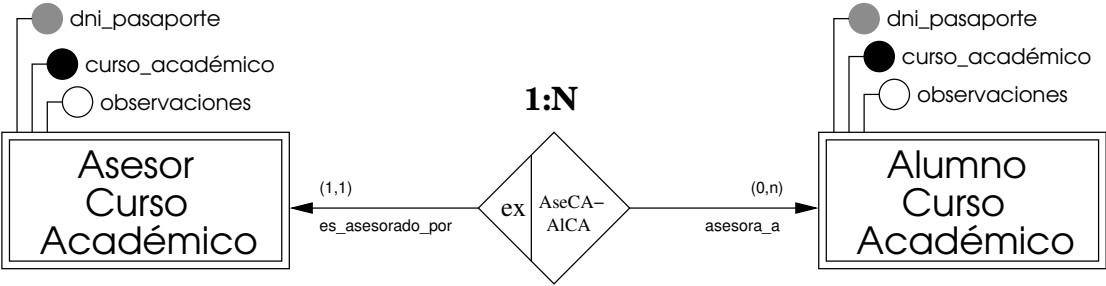 dni_pasaporte
curso_académico
observaciones
Asesor
Curso
Académico
1:N
(1,1)
es_asesorado_por
ex
AseCA–
AlCA
(0,n)
asesora_a
dni_pasaporte
curso_académico
observaciones
Alumno
Curso
Académico